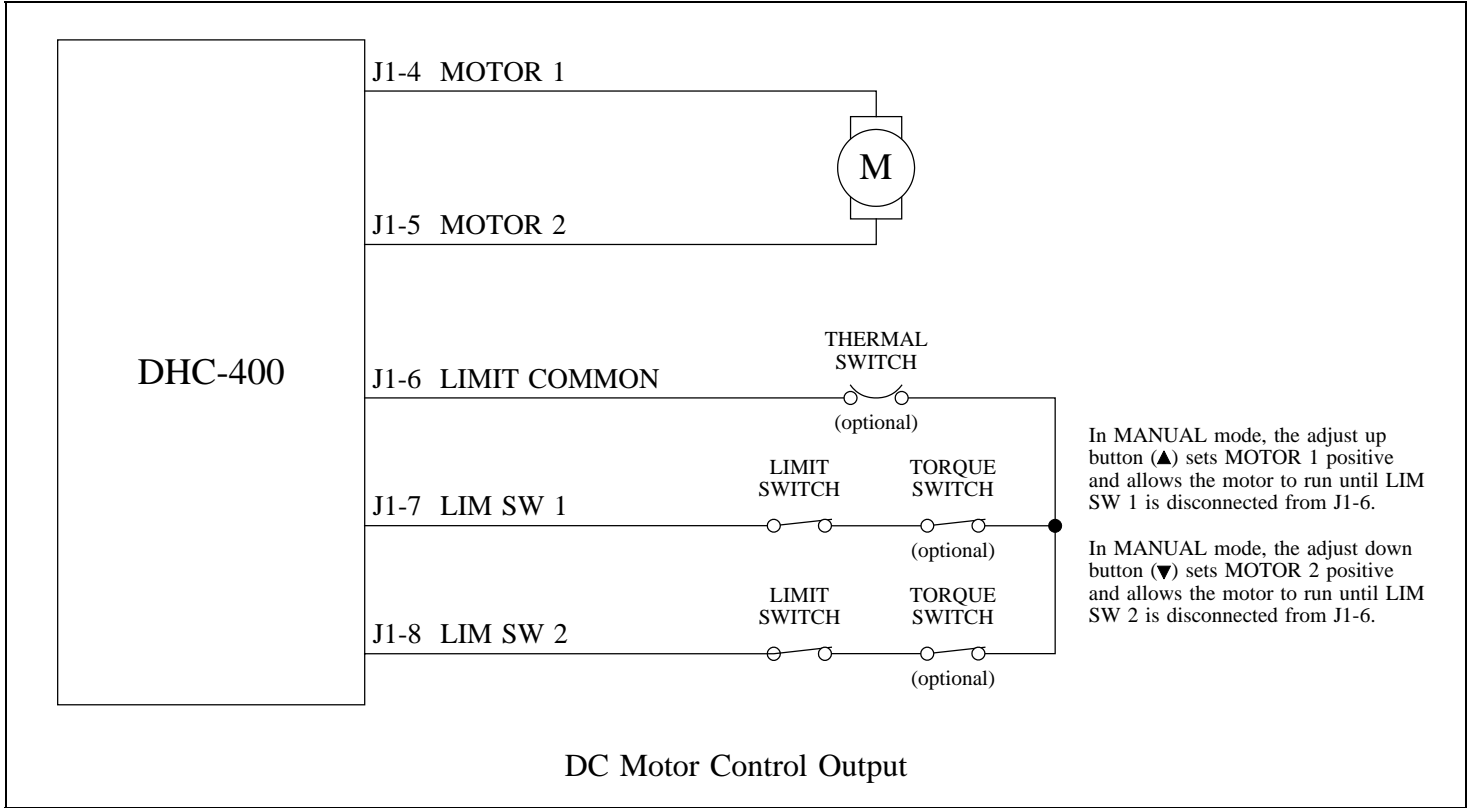 J1-4 MOTOR 1
M
J1-5 MOTOR 2
DHC-400
THERMAL
SWITCH
J1-6 LIMIT COMMON
(optional)
LIMIT
SWITCH
TORQUE
SWITCH
J1-7 LIM SW 1
(optional)
LIMIT
SWITCH
TORQUE
SWITCH
J1-8 LIM SW 2
(optional)
In MANUAL mode, the adjust up
button (▲) sets MOTOR 1 positive
and allows the motor to run until LIM
SW 1 is disconnected from J1-6.
In MANUAL mode, the adjust down
button (▼) sets MOTOR 2 positive
and allows the motor to run until LIM
SW 2 is disconnected from J1-6.
DC Motor Control Output